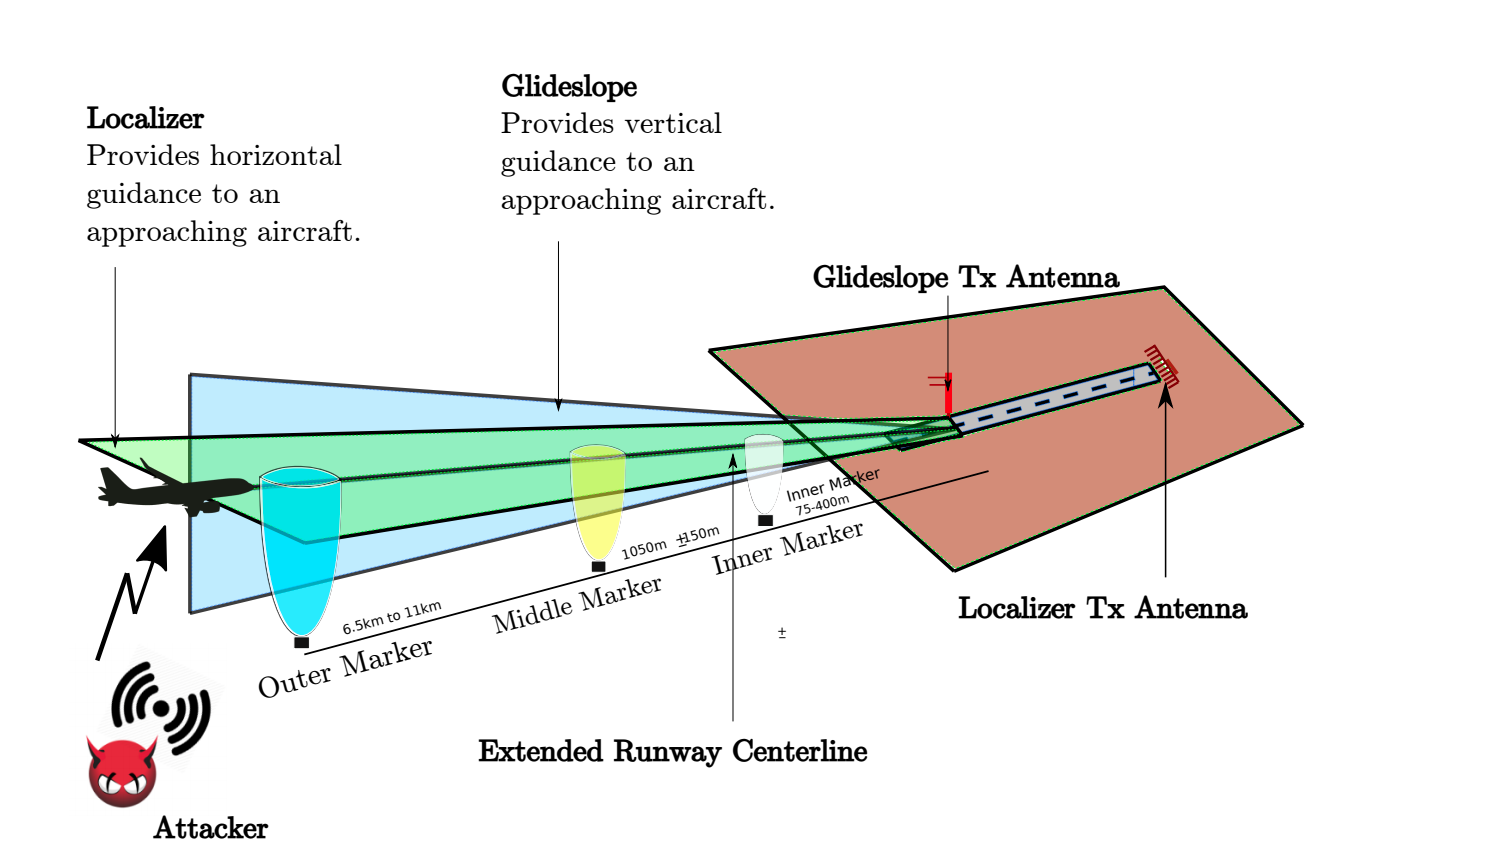 Glideslope
Provides vertical
guidance to an
approaching aircraft.
Localizer
Provides horizontal
guidance to an
approaching aircraft.
Glideslope Tx Antenna
Inner Marker
75-400m
Inner Marker
1050m ±150m
Middle Marker
6.5km to 11km
Outer Marker
±
Localizer Tx Antenna
Extended Runway Centerline
Attacker